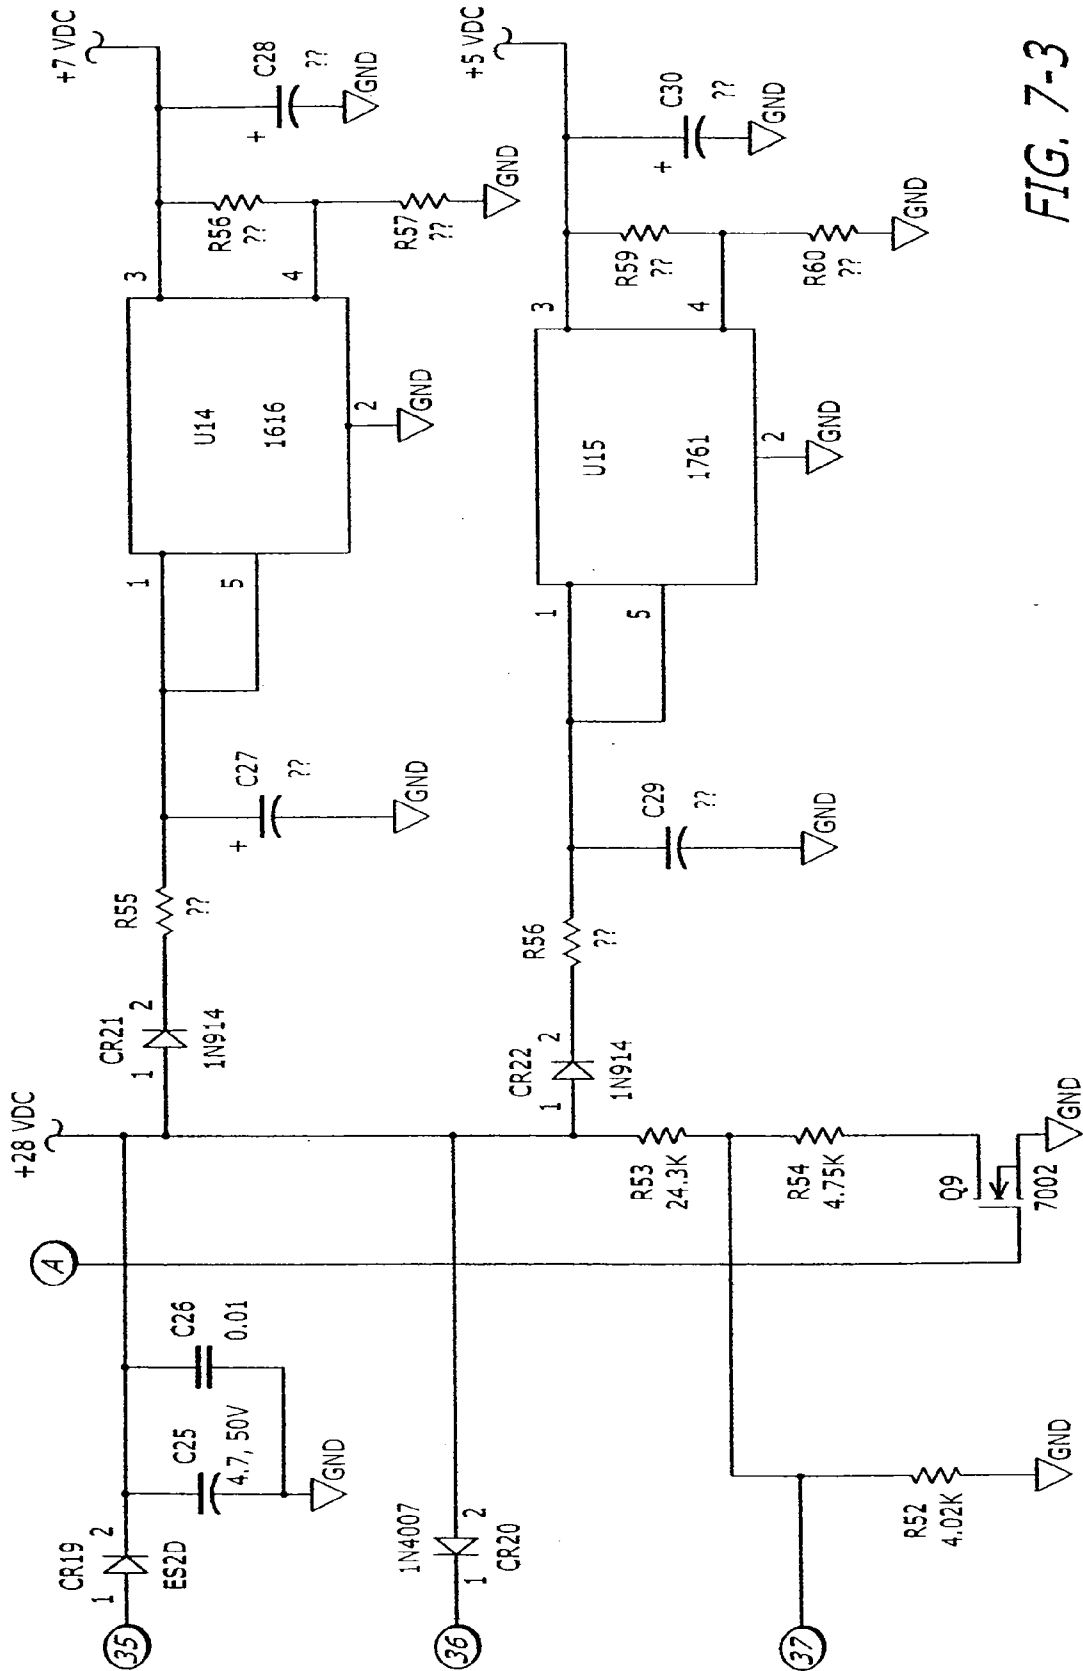 +7 VDC
C28
??
+
GND
R56
??
R57
??
GND
3
4
U14
1616
2
GND
1
5
C27
??
+
GND
R55
??
CR21
1
2
1N914
+28 VDC
+5 VDC
C30
??
+
GND
R59
??
R60
??
GND
3
4
U15
1761
2
GND
1
5
C29
??
GND
R56
??
CR22
1
2
1N914
R53
24.3K
R54
4.75K
Q9
7002
GND
A
C26
0.01
C25
4.7, 50V
GND
CR19
1
2
ES2D
35
1N4007
1
2
CR20
36
37
R52
4.02K
GND
FIG. 7-3